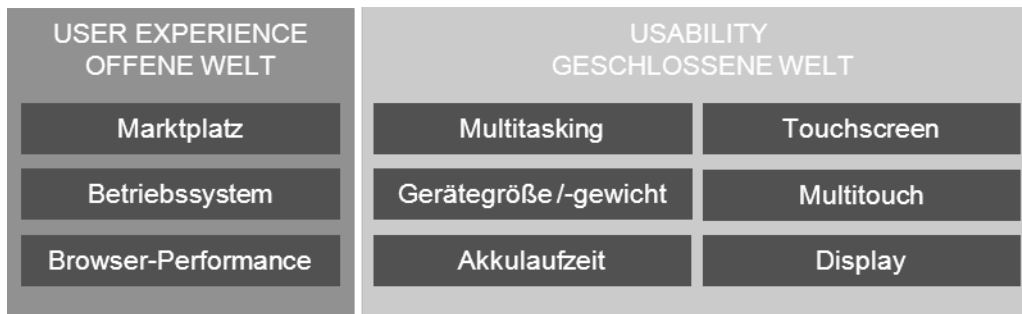 USER EXPERIENCE
OFFENE WELT
Marktplatz
Betriebssystem
Browser-Performance
USABILITY
GESCHLOSSENE WELT
Multitasking
Touchscreen
Gerätegröße /-gewicht
Multitouch
Akkulaufzeit
Display